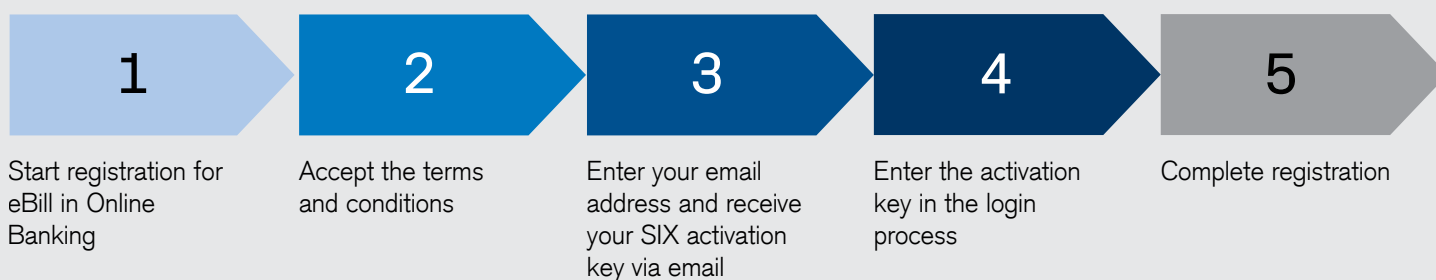 1
2
3
4
5
Start registration for
eBill in Online
Banking
Accept the terms
and conditions
Enter your email
address and receive
your SIX activation
key via email
Enter the activation
key in the login
process
Complete registration